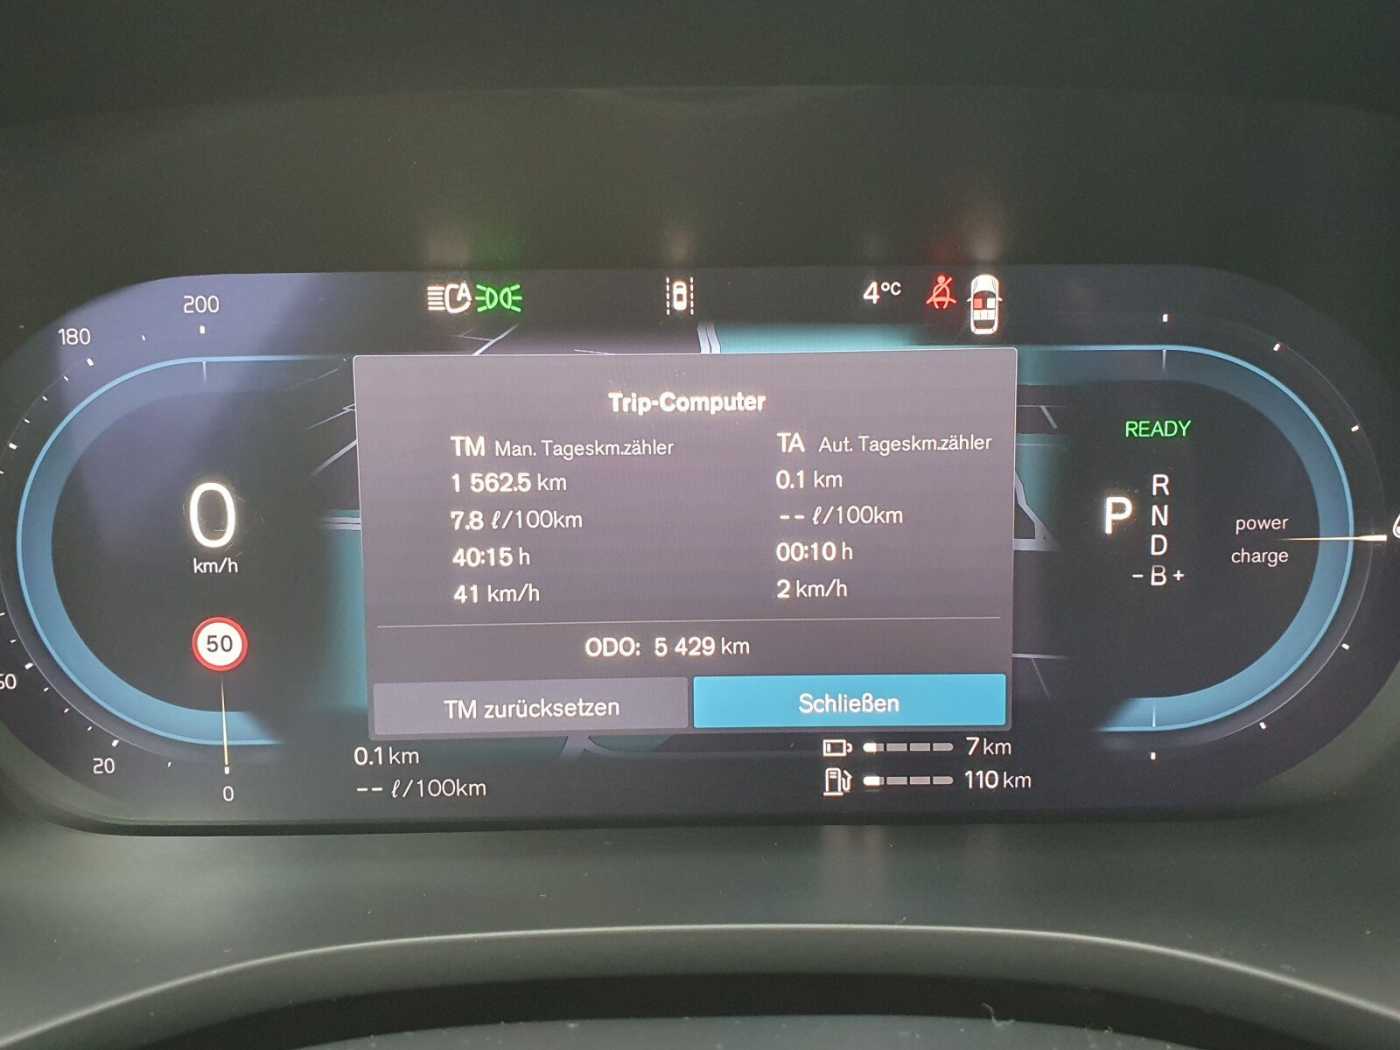 4°C
200
180
Trip-Computer
TM Man. Tageskm.zähler
TA Aut. Tageskm.zähler
1 562.5 km
0.1 km
7.8 ℓ/100km
-- ℓ/100km
40:15 h
00:10 h
41 km/h
2 km/h
ODO: 5 429 km
TM zurücksetzen
Schließen
READY
R
P N
D
- B +
power
charge
0
km/h
50
20
0
0.1 km
-- ℓ/100km
7 km
110 km